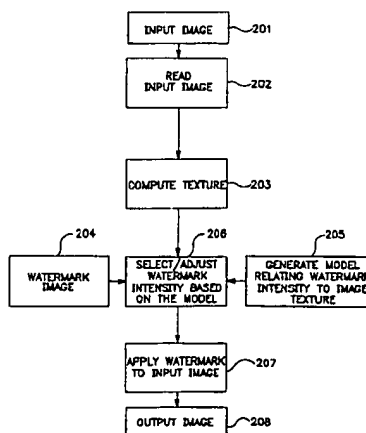 INPUT IMAGE
201
READ
INPUT IMAGE
202
COMPUTE TEXTURE
203
204
206
205
WATERMARK
IMAGE
SELECT/ADJUST
WATERMARK
INTENSITY BASED
ON THE MODEL
GENERATE MODEL
RELATING WATERMARK
INTENSITY TO IMAGE
TEXTURE
APPLY WATERMARK
TO INPUT IMAGE
207
OUTPUT IMAGE
208